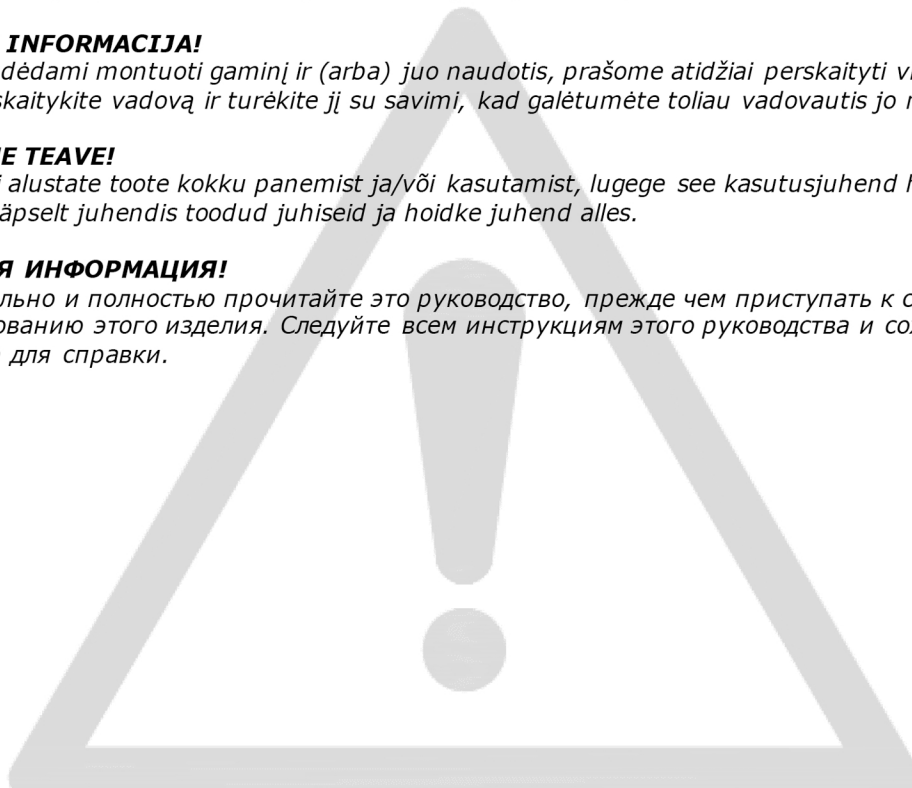 INFORMACIJA!
dėdami montuoti gaminį ir (arba) juo naudotis, prašome atidžiai perskaityti
skaitykite vadovą ir turėkite jį su savimi, kad galėtumėte toliau vadovautis jo
E TEAVE!
alustate toote kokku panemist ja/või kasutamist, lugege see kasutusjuhend
äpselt juhendis toodud juhiseid ja hoidke juhend alles.
Я ИНФОРМАЦИЯ!
льно и полностью прочитайте это руководство, прежде чем приступать к с
ованию этого изделия. Следуйте всем инструкциям этого руководства и со
для справки.